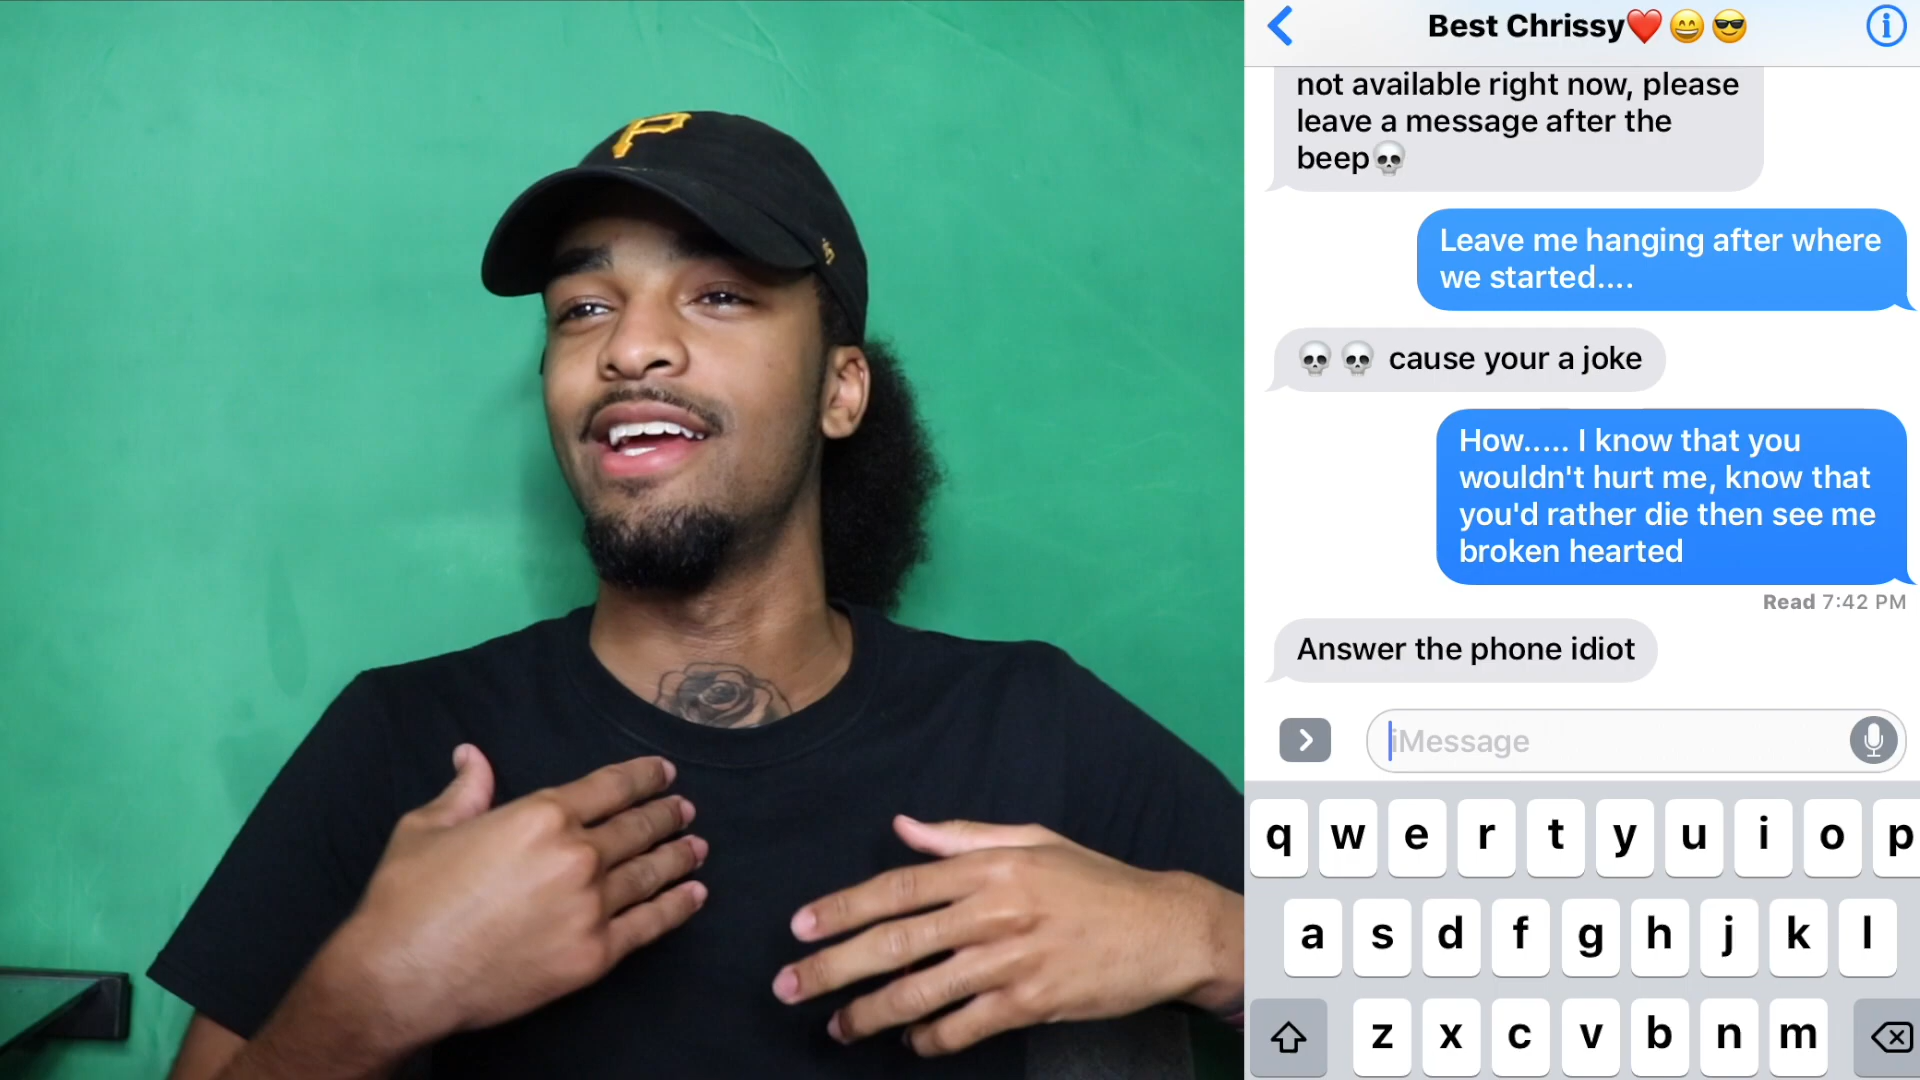 P
Best Chrissy❤️😄😎
not available right now, please
leave a message after the
beep💀
Leave me hanging after where
we started....
💀💀 cause your a joke
How..... I know that you
wouldn't hurt me, know that
you'd rather die then see me
broken hearted
Read 7:42 PM
Answer the phone idiot
iMessage
q w e r t y u i o p
a s d f g h j k l
z x c v b n m